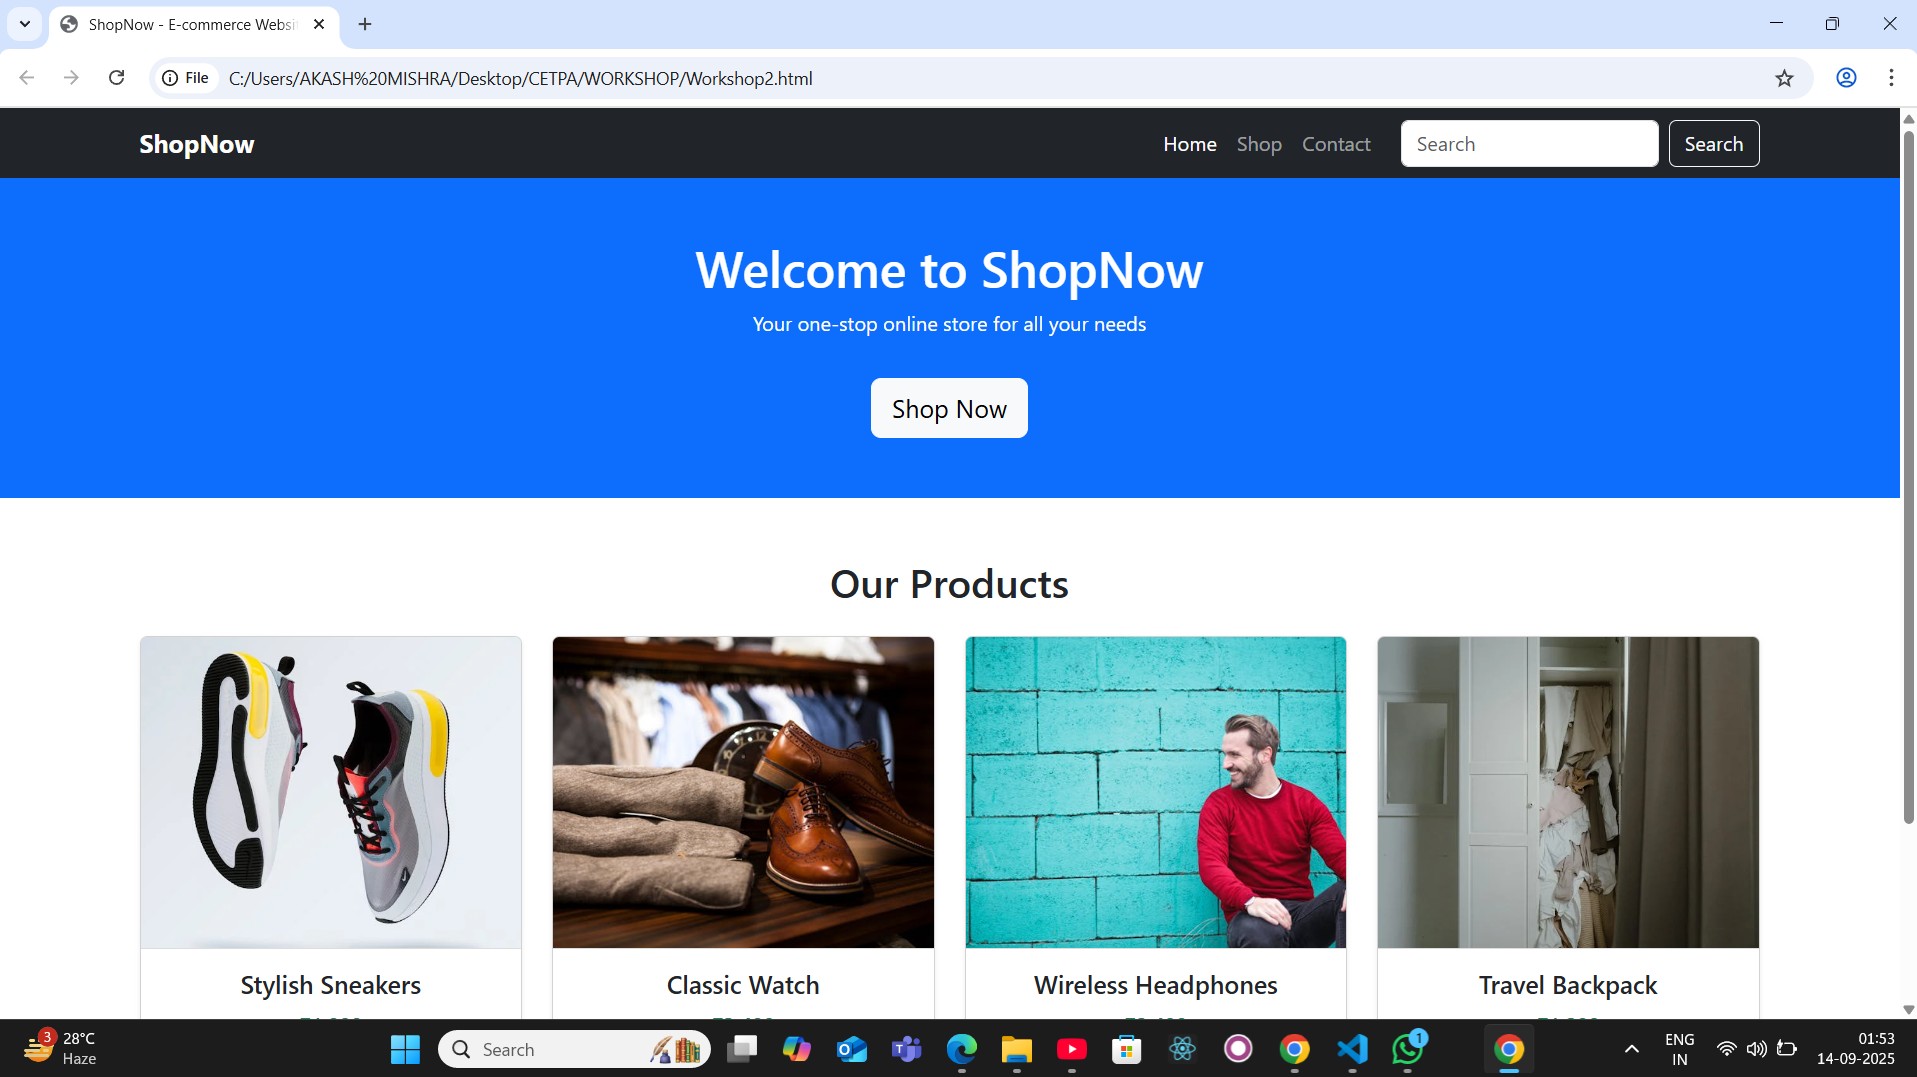 ShopNow - E-commerce Websi
File
C:/Users/AKASH%20MISHRA/Desktop/CETPA/WORKSHOP/Workshop2.html
ShopNow
Home
Shop
Contact
Search
Search
Welcome to ShopNow
Your one-stop online store for all your needs
Shop Now
Our Products
Stylish Sneakers
Classic Watch
Wireless Headphones
Travel Backpack
3
28°C
Haze
Search
1
ENG
IN
01:53
14-09-2025